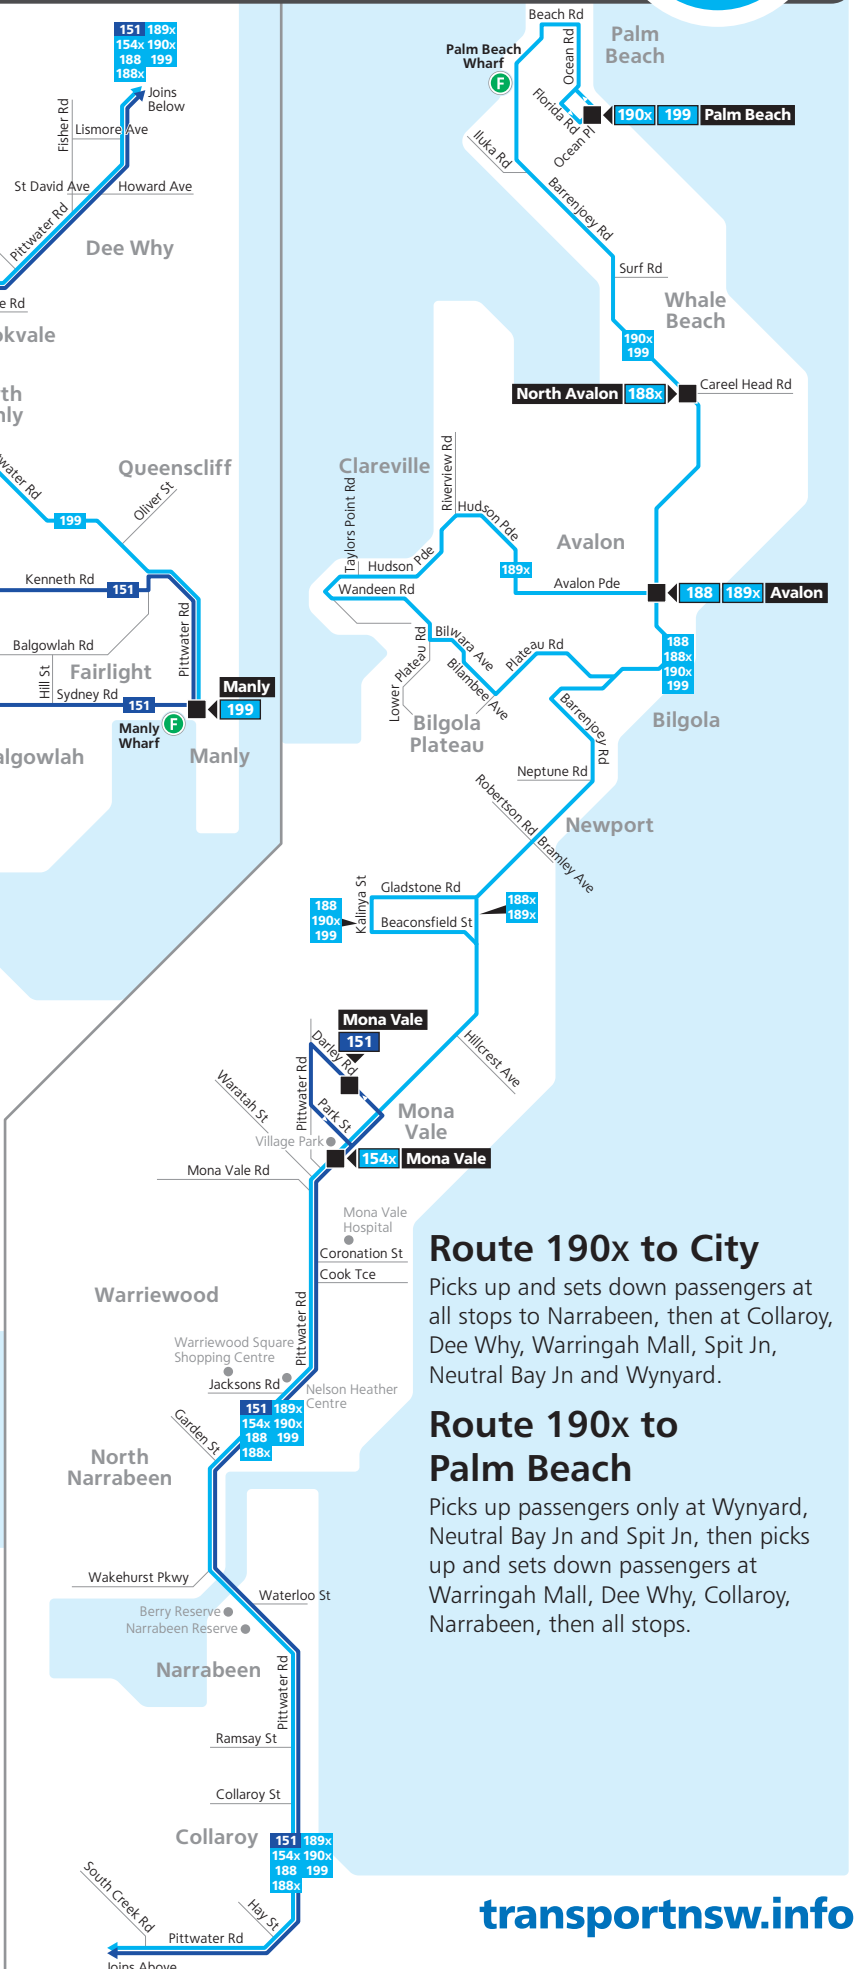 151 189x
154x 190x
188 199
188x
Joins
Below
Fisher Rd
Lismore Ave
St David Ave
Howard Ave
Pittwater Rd
Dee Why
e Rd
okvale
th
nly
water Rd
Queenscliff
Oliver St
199
Kenneth Rd
151
Pittwater Rd
Balgowlah Rd
Hill St
Fairlight
Sydney Rd
151
Manly
199
Manly
Wharf
F
algowlah
Manly
Beach Rd
Palm
Beach
Palm Beach
Wharf
F
Ocean Rd
Florida Rd
Ocean Pl
190x 199 Palm Beach
Iluka Rd
Barrenjoey Rd
Surf Rd
Whale
Beach
190x
199
North Avalon 188x
Careel Head Rd
Clareville
Riverview Rd
Taylors Point Rd
Hudson Pde
Avalon
Hudson Pde
189x
Avalon Pde
Wandeen Rd
188 189x Avalon
Bilwara Ave
Plateau Rd
Lower Plateau Rd
Bilambee Ave
188
188x
190x
199
Bilgola
Plateau
Bilgola
Barrenjoey Rd
Neptune Rd
Robertson Rd
Bramley Ave
Newport
Kalinya St
Gladstone Rd
188
190x
199
Beaconsfield St
188x
189x
Mona Vale
151
Darley Rd
Pittwater Rd
Park St
Hillcrest Ave
Waratah St
Mona
Vale
Village Park
154x Mona Vale
Mona Vale Rd
Mona Vale
Hospital
Coronation St
Cook Tce
Warriewood
Pittwater Rd
Warriewood Square
Shopping Centre
Jacksons Rd
Nelson Heather
Centre
151 189x
154x 190x
188 199
188x
Garden St
North
Narrabeen
Wakehurst Pkwy
Waterloo St
Berry Reserve
Narrabeen Reserve
Narrabeen
Pittwater Rd
Ramsay St
Collaroy St
Collaroy
151 189x
154x 190x
188 199
188x
South Creek Rd
Hay St
Pittwater Rd
Joins Above
Route 190x to City
Picks up and sets down passengers at
all stops to Narrabeen, then at Collaroy,
Dee Why, Warringah Mall, Spit Jn,
Neutral Bay Jn and Wynyard.
Route 190x to
Palm Beach
Picks up passengers only at Wynyard,
Neutral Bay Jn and Spit Jn, then picks
up and sets down passengers at
Warringah Mall, Dee Why, Collaroy,
Narrabeen, then all stops.
transportnsw.info